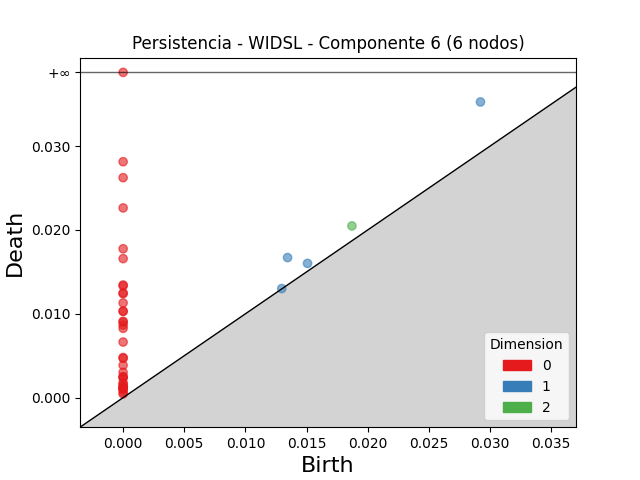 Persistencia - WIDSL - Componente 6 (6 nodos)
+∞
0.030
0.020
0.010
0.000
Death
0.000 0.005 0.010 0.015 0.020 0.025 0.030 0.035
Birth
Dimension
0
1
2